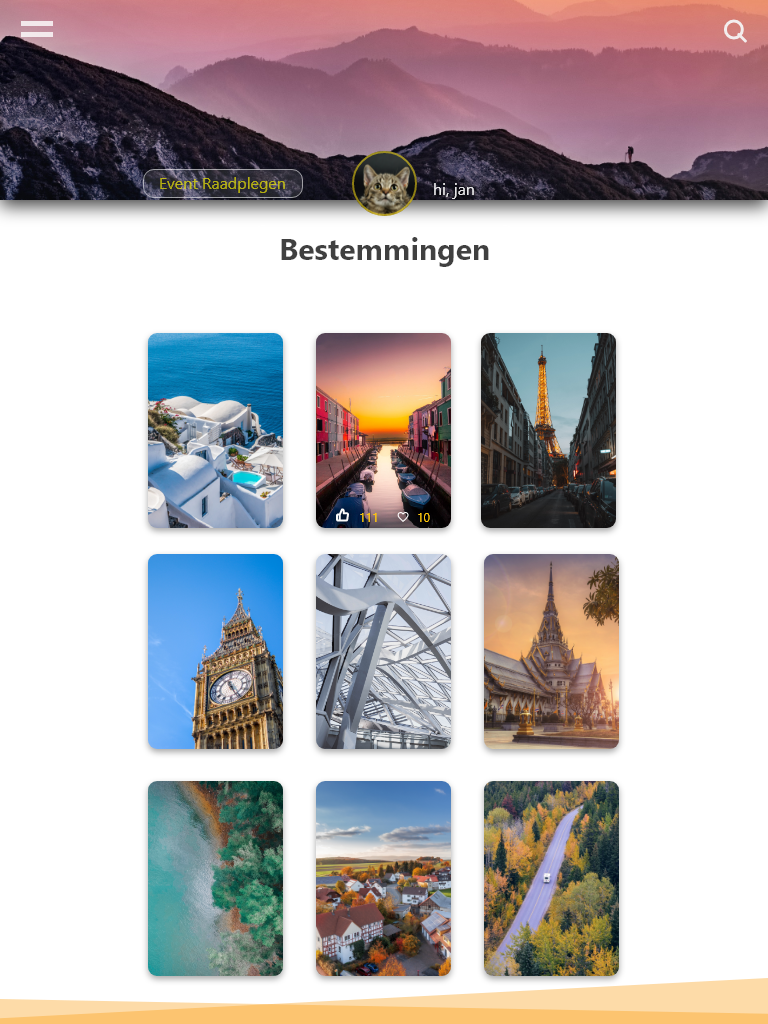 Event Raadplegen
hi, jan
Bestemmingen
111
10